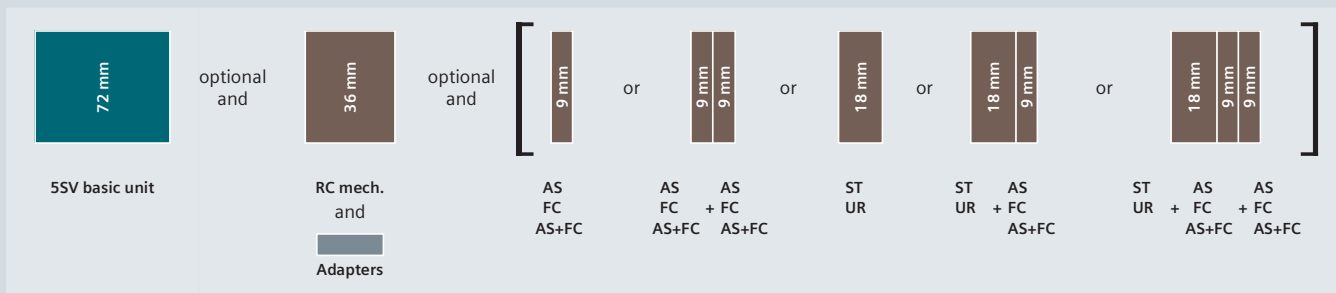 72 mm
optional
and
36 mm
optional
and
9 mm
or
9 mm
9 mm
or
18 mm
or
18 mm
9 mm
or
18 mm
9 mm
9 mm
5SV basic unit
RC mech.
and
Adapters
AS
FC
AS+FC
AS
FC
AS+FC
+
AS
FC
AS+FC
ST
UR
ST
UR
+
AS
FC
AS+FC
ST
UR
+
AS
FC
AS+FC
+
AS
FC
AS+FC